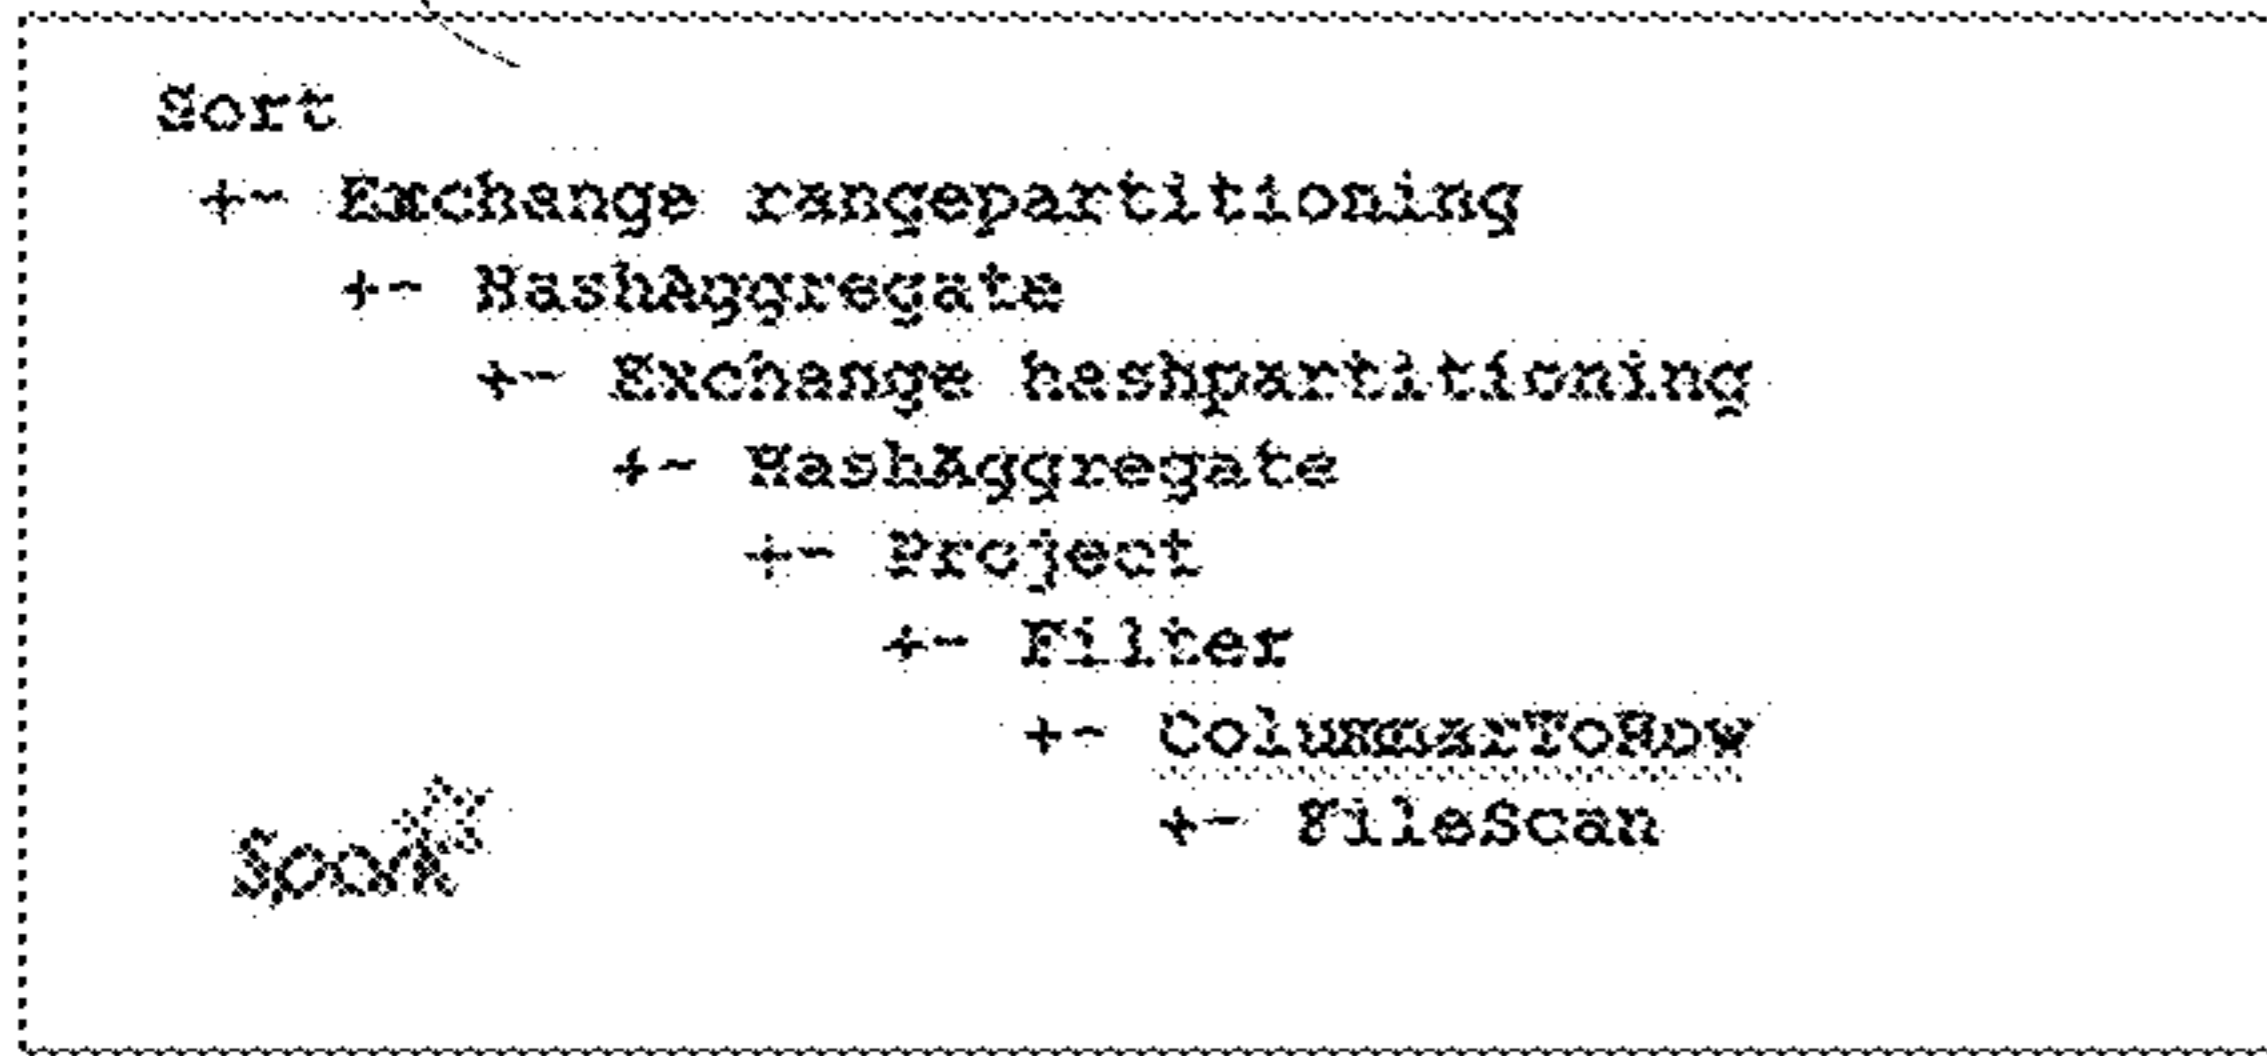 Sort
+- Exchange rangepartitioning
+- HashAggregate
+- Exchange hashpartitioning
+- HashAggregate
+- Project
+- Filter
+- ColumnarToRow
+- FileScan
Spark